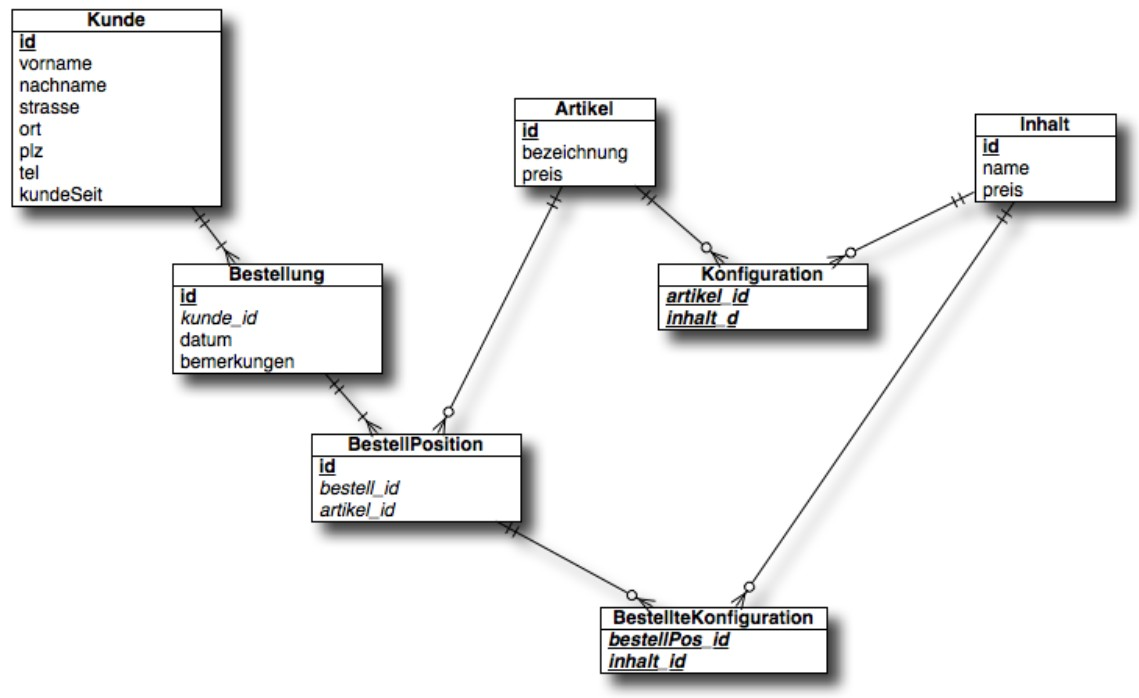 Kunde
id
vorname
nachname
strasse
ort
plz
tel
kundeSeit
Artikel
id
bezeichnung
preis
Inhalt
id
name
preis
Bestellung
id
kunde_id
datum
bemerkungen
Konfiguration
artikel_id
inhalt_d
BestellPosition
id
bestell_id
artikel_id
BestellteKonfiguration
bestellPos_id
inhalt_id